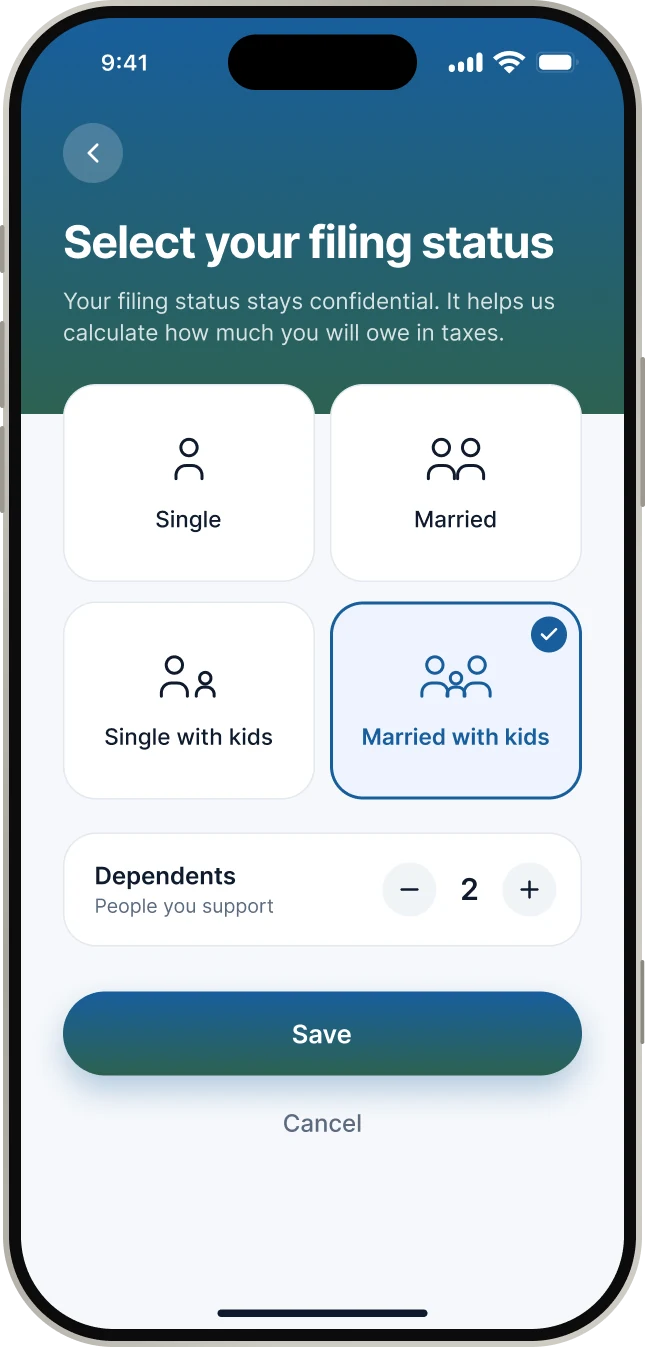 9:41
Select your filing status
Your filing status stays confidential. It helps us
calculate how much you will owe in taxes.
Single
Married
Single with kids
Married with kids
Dependents
People you support
2
Save
Cancel